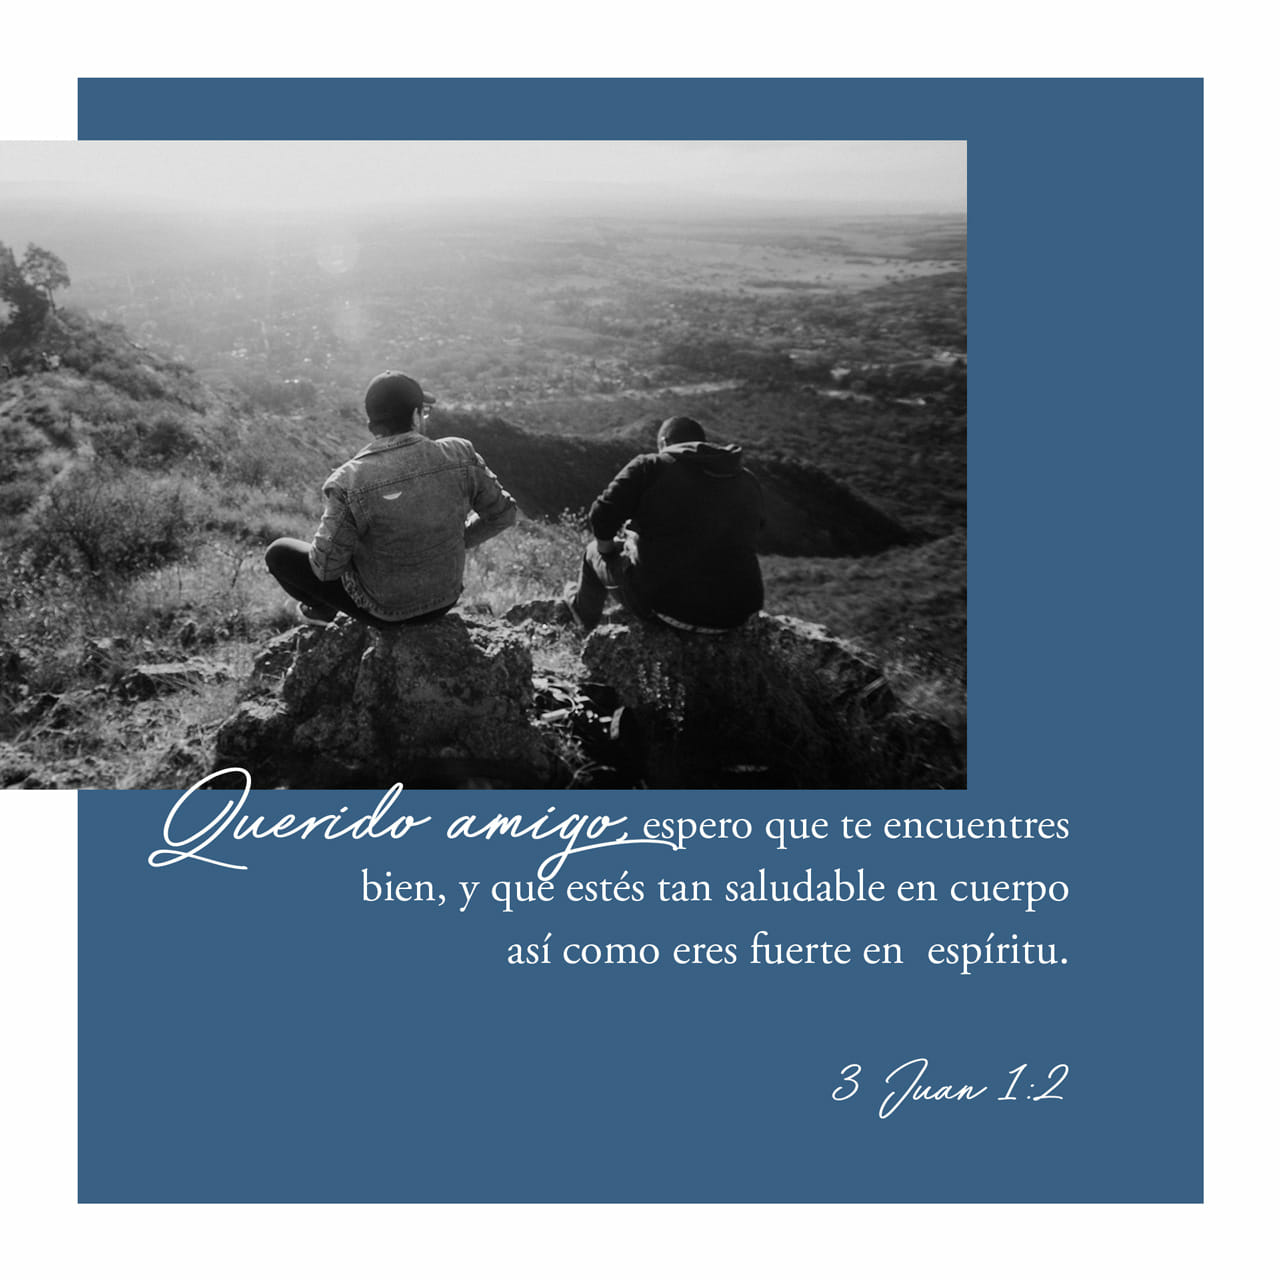 Querido amigo, espero que te encuentres
bien, y que estés tan saludable en cuerpo
así como eres fuerte en espíritu.
3 Juan 1:2